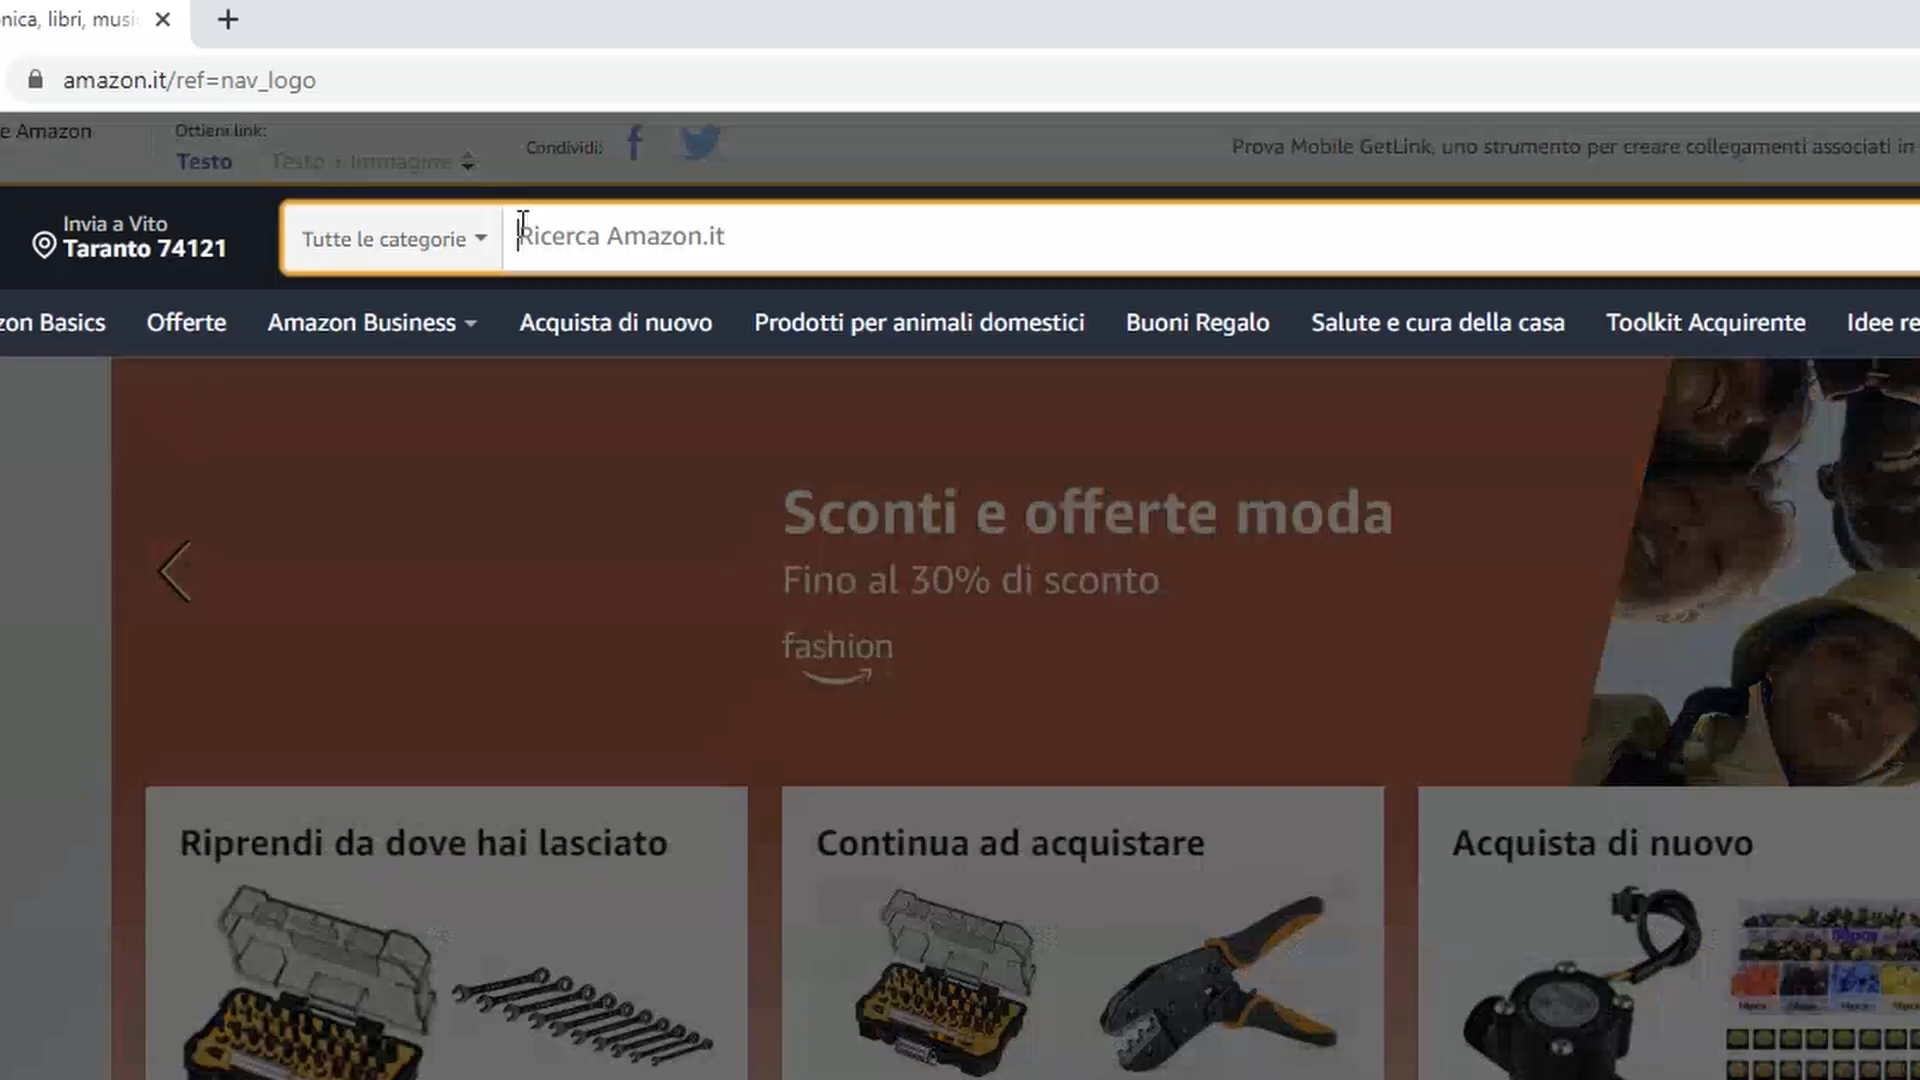 nica, libri, musi
amazon.it/ref=nav_logo
e Amazon
Ottieni link:
Testo
Testo + Immagine
Condividi:
Prova Mobile GetLink, uno strumento per creare collegamenti associati in
Invia a Vito
Taranto 74121
Tutte le categorie
Ricerca Amazon.it
zon Basics
Offerte
Amazon Business
Acquista di nuovo
Prodotti per animali domestici
Buoni Regalo
Salute e cura della casa
Toolkit Acquirente
Idee re
Sconti e offerte moda
Fino al 30% di sconto
fashion
Riprendi da dove hai lasciato
Continua ad acquistare
Acquista di nuovo